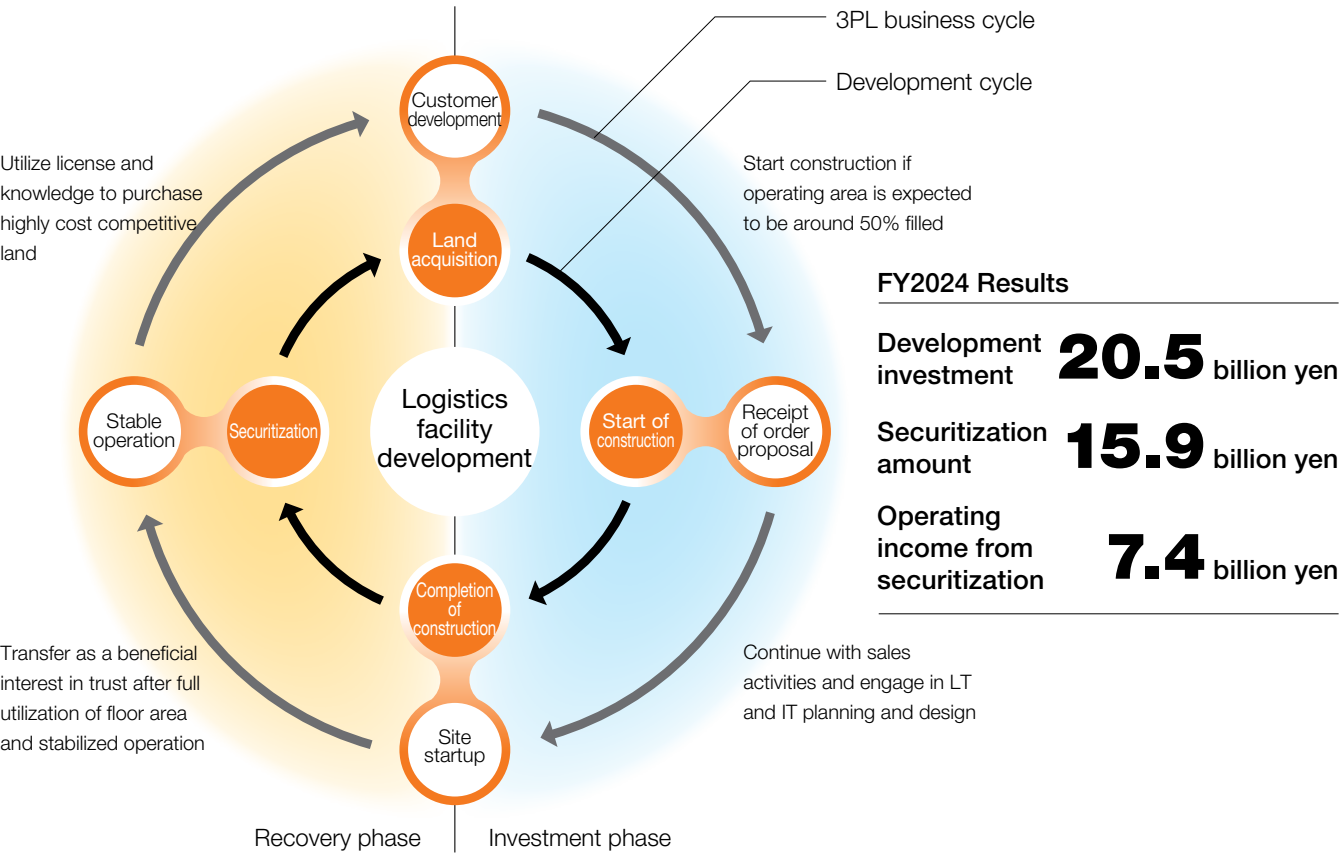 3PL business cycle
Development cycle
Customer
development
Utilize license and
knowledge to purchase
highly cost competitive
land
Start construction if
operating area is expected
to be around 50% filled
Land
acquisition
Logistics
facility
development
Stable
operation
Securitization
Start of
construction
Receipt
of order
proposal
Completion
of
construction
Transfer as a beneficial
interest in trust after full
utilization of floor area
and stabilized operation
Continue with sales
activities and engage in LT
and IT planning and design
Site
startup
Recovery phase
Investment phase
FY2024 Results
Development
investment
20.5 billion yen
Securitization
amount
15.9 billion yen
Operating
income from
securitization
7.4 billion yen